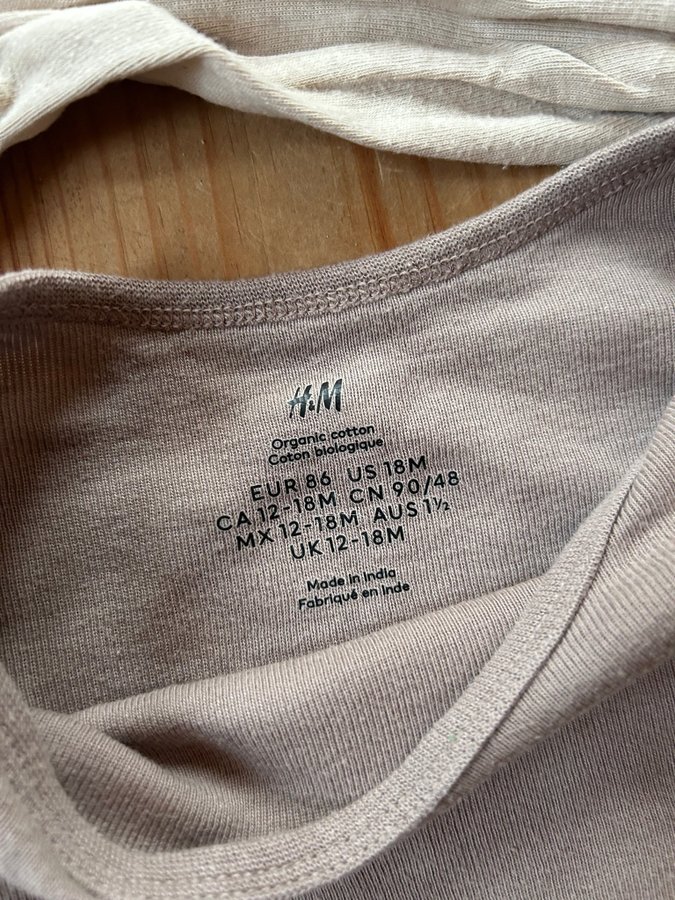 H&M
Organic cotton
Coton biologique
EUR 86 US 18M
CA 12-18M CN 90/48
MX 12-18M AUS 1½
UK 12-18M
Made in India
Fabriqué en Inde